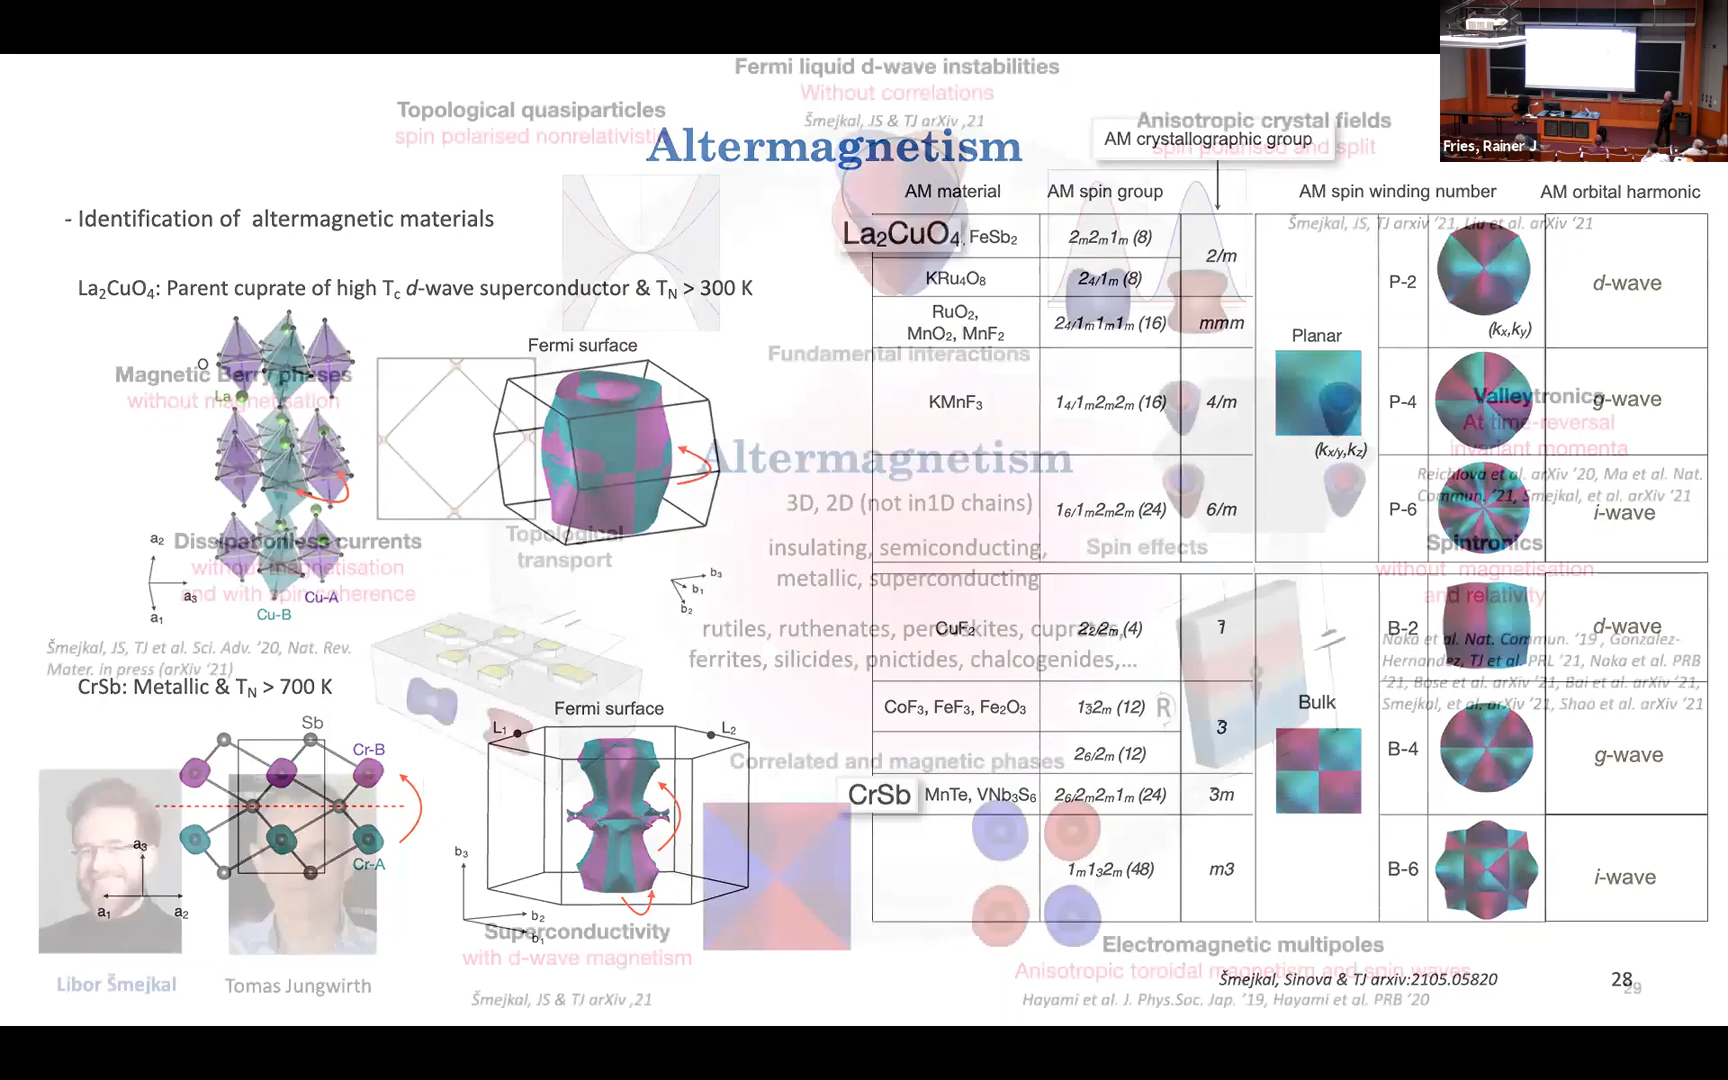 Fries, Rainer J
Fermi liquid d-wave instabilities
Without correlations
Šmejkal, JS & TJ arXiv ,21
Topological quasiparticles
spin polarised nonrelativisti
Altermagnetism
Anisotropic crystal fields
spin polarised and split
AM crystallographic group
AM material
AM spin group
AM spin winding number
AM orbital harmonic
- Identification of altermagnetic materials
Šmejkal, JS, TJ arxiv ‘21, Liu et al. arXiv ‘21
La₂CuO₄, FeSb₂
2m2m1m (8)
2/m
P-2
d-wave
KRu₄O₈
24/1m (8)
La₂CuO₄: Parent cuprate of high Tc d-wave superconductor & TN > 300 K
RuO₂,
MnO₂, MnF₂
24/1m1m1m (16)
mmm
Planar
(kx,ky)
Fermi surface
Fundamental interactions
O
Magnetic Berry phases
without magnetisation
La
KMnF₃
14/1m2m2m (16)
4/m
P-4
g-wave
Valleytronics
At time-reversal
invariant momenta
(kx/y,kz)
Altermagnetism
Reichlova et al. arXiv ‘20, Ma et al. Nat.
Commun. ‘21, Šmejkal, et al. arXiv ‘21
3D, 2D (not in1D chains)
16/1m2m2m (24)
6/m
P-6
i-wave
Topological
transport
insulating, semiconducting,
metallic, superconducting
Spin effects
Spintronics
without magnetisation
and relativity
a₂
a₃
a₁
Dissipationless currents
without magnetisation
and with spin coherence
Cu-A
Cu-B
b₃
b₁
b₂
rutiles, ruthenates, perovskites, cuprates,
ferrites, silicides, pnictides, chalcogenides,...
CuF₂
22/2m (4)
B-2
d-wave
Naka et al. Nat. Commun. ‘19 , Gonzalez-
Hernandez, TJ et al. PRL ‘21, Naka et al. PRB
‘21, Bose et al. arXiv ‘21, Bai et al. arXiv ‘21,
Smejkal, et al. arXiv ‘21, Shao et al. arXiv ‘21
Šmejkal, JS, TJ et al. Sci. Adv. ‘20, Nat. Rev.
Mater. in press (arXiv ‘21)
CrSb: Metallic & TN > 700 K
CoF₃, FeF₃, Fe₂O₃
13̄2m (12)
3̄
Bulk
Fermi surface
L₁
L₂
Sb
Cr-B
26/2m (12)
B-4
g-wave
Correlated and magnetic phases
CrSb
MnTe, VNb₃S₆
26/2m2m1m (24)
3̄m
Cr-A
a₃
a₁
a₂
b₃
b₂
b₁
1m13̄2m (48)
m3̄
B-6
i-wave
Superconductivity
with d-wave magnetism
Electromagnetic multipoles
Anisotropic toroidal magnetism and spin waves
Libor Šmejkal
Tomas Jungwirth
Šmejkal, JS & TJ arXiv ,21
Šmejkal, Sinova & TJ arxiv:2105.05820
Hayami et al. J. Phys.Soc. Jap. ‘19, Hayami et al. PRB ‘20
28
29